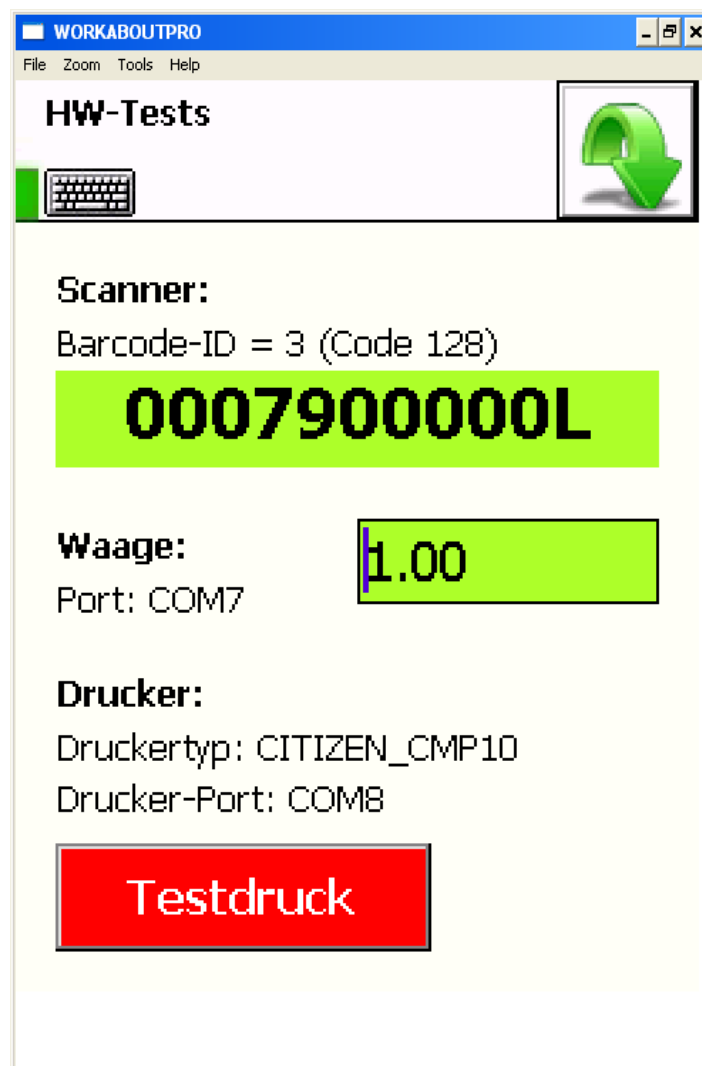 WORKABOUTPRO
File Zoom Tools Help
HW-Tests
Scanner:
Barcode-ID = 3 (Code 128)
0007900000L
Waage:
1.00
Port: COM7
Drucker:
Druckertyp: CITIZEN_CMP10
Drucker-Port: COM8
Testdruck